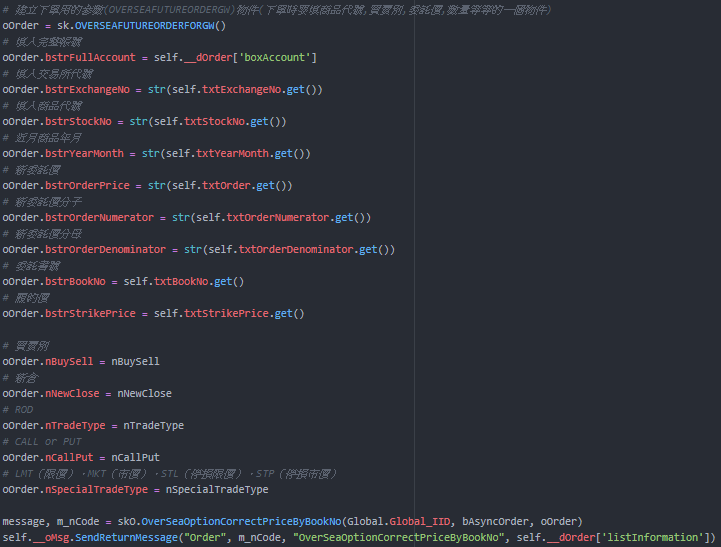 # 建立下單用的參數(OVERSEAFUTUREORDERGW)物件(下單時要填商品代號,買賣別,委託價,數量等等的一個物件)
oOrder = sk.OVERSEAFUTUREORDERFORGW()
# 填入完整帳號
oOrder.bstrFullAccount = self.__dOrder['boxAccount']
# 填入交易所代號
oOrder.bstrExchangeNo = str(self.txtExchangeNo.get())
# 填入商品代號
oOrder.bstrStockNo = str(self.txtStockNo.get())
# 近月商品年月
oOrder.bstrYearMonth = str(self.txtYearMonth.get())
# 新委託價
oOrder.bstrOrderPrice = str(self.txtOrder.get())
# 新委託價分子
oOrder.bstrOrderNumerator = str(self.txtOrderNumerator.get())
# 新委託價分母
oOrder.bstrOrderDenominator = str(self.txtOrderDenominator.get())
# 委託書號
oOrder.bstrBookNo = self.txtBookNo.get()
# 履約價
oOrder.bstrStrikePrice = self.txtStrikePrice.get()
# 買賣別
oOrder.nBuySell = nBuySell
# 新倉
oOrder.nNewClose = nNewClose
# ROD
oOrder.nTradeType = nTradeType
# CALL or PUT
oOrder.nCallPut = nCallPut
# LMT（限價）、MKT（市價）、STL（停損限價）、STP（停損市價）
oOrder.nSpecialTradeType = nSpecialTradeType
message, m_nCode = skO.OverSeaOptionCorrectPriceByBookNo(Global.Global_IID, bAsyncOrder, oOrder)
self.__oMsg.SendReturnMessage("Order", m_nCode, "OverSeaOptionCorrectPriceByBookNo", self.__dOrder['listInformation'])